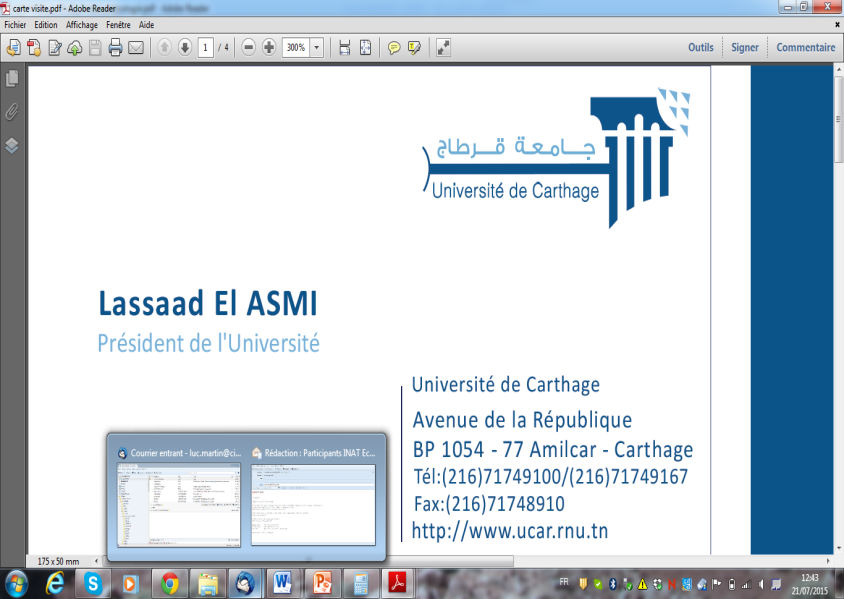 carte visite.pdf - Adobe Reader
Fichier Edition Affichage Fenêtre Aide
1 / 4 300% Outils Signer Commentaire
جامعة قرطاج
Université de Carthage
Lassaad El ASMI
Président de l'Université
Université de Carthage
Avenue de la République
BP 1054 - 77 Amilcar - Carthage
Tél:(216)71749100/(216)71749167
Fax:(216)71748910
http://www.ucar.rnu.tn
Courrier entrant - luc.martin@ci... Rédaction : Participants INAT Ec...
175 x 50 mm
FR 12:43
21/07/2015